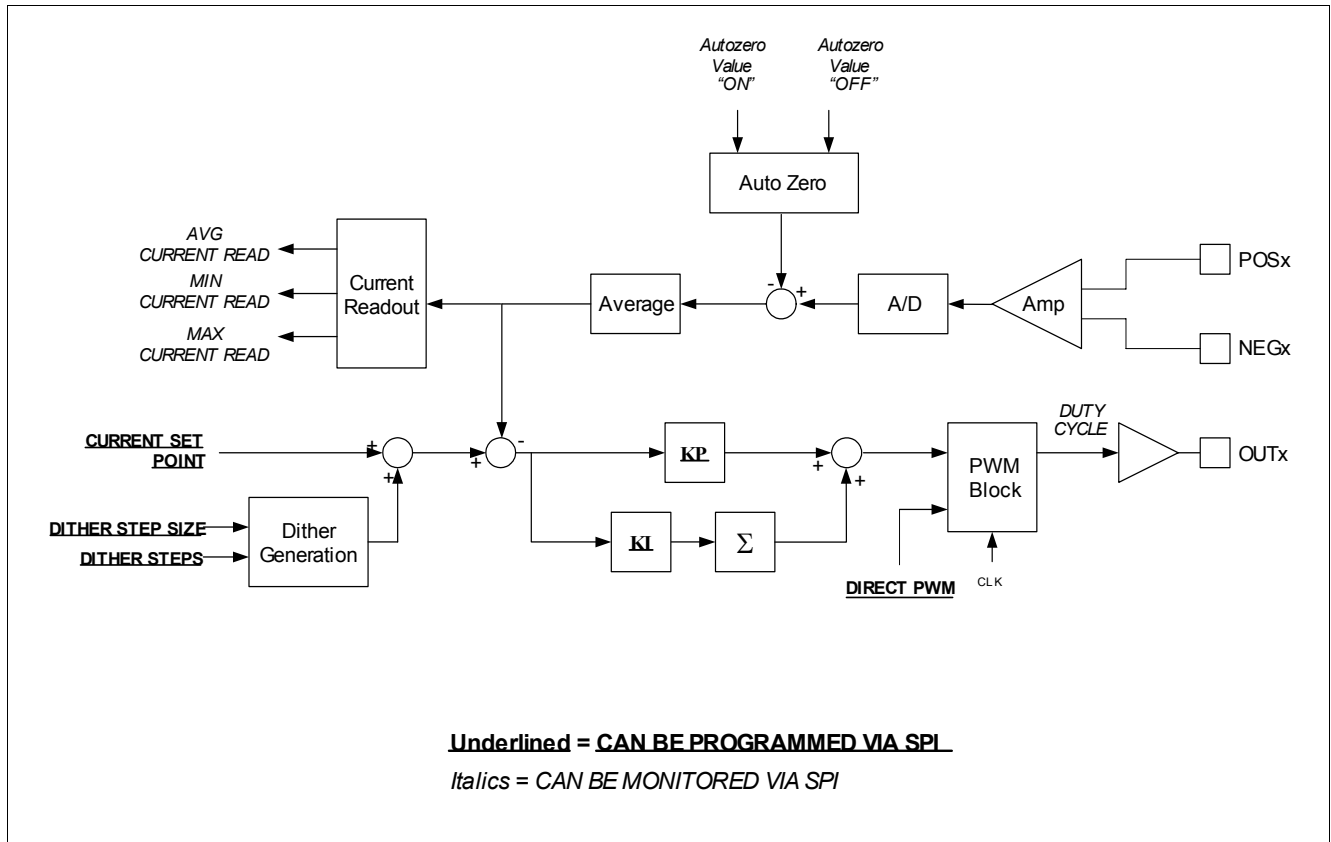 Autozero
Value
"ON"
Autozero
Value
"OFF"
Auto Zero
AVG
CURRENT READ
MIN
CURRENT READ
MAX
CURRENT READ
Current
Readout
Average
-
+
A/D
Amp
POSx
NEGx
CURRENT SET
POINT
+
+
-
+
KP
+
+
PWM
Block
DUTY
CYCLE
OUTx
DITHER STEP SIZE
DITHER STEPS
Dither
Generation
KI
Σ
DIRECT PWM
CLK
Underlined = CAN BE PROGRAMMED VIA SPI
Italics = CAN BE MONITORED VIA SPI